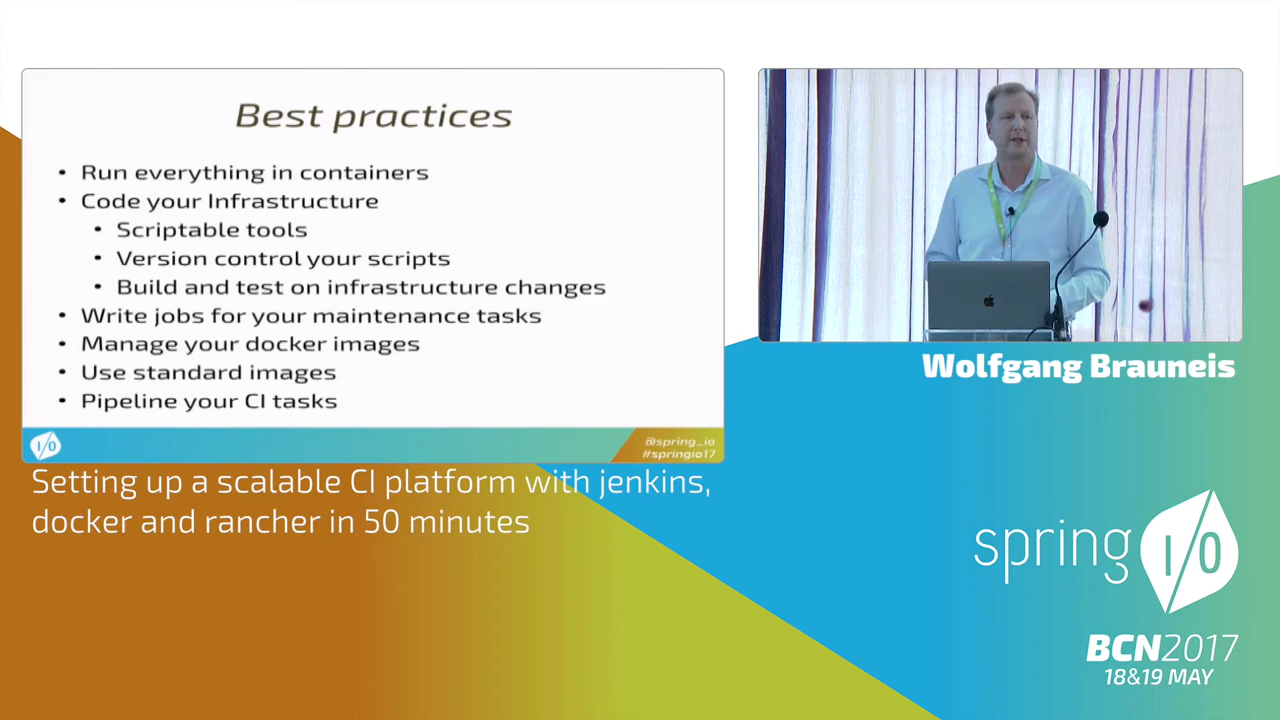 Best practices
• Run everything in containers
• Code your Infrastructure
• Scriptable tools
• Version control your scripts
• Build and test on infrastructure changes
• Write jobs for your maintenance tasks
• Manage your docker images
• Use standard images
• Pipeline your CI tasks
I/O
@spring_io
#springio17
Wolfgang Brauneis
Setting up a scalable CI platform with jenkins,
docker and rancher in 50 minutes
spring I/O
BCN2017
18&19 MAY